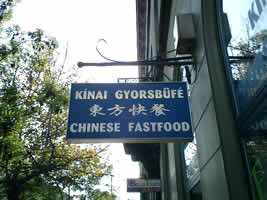 KÍNAI GYORSBÜFÉ
東方快餐
CHINESE FASTFOOD